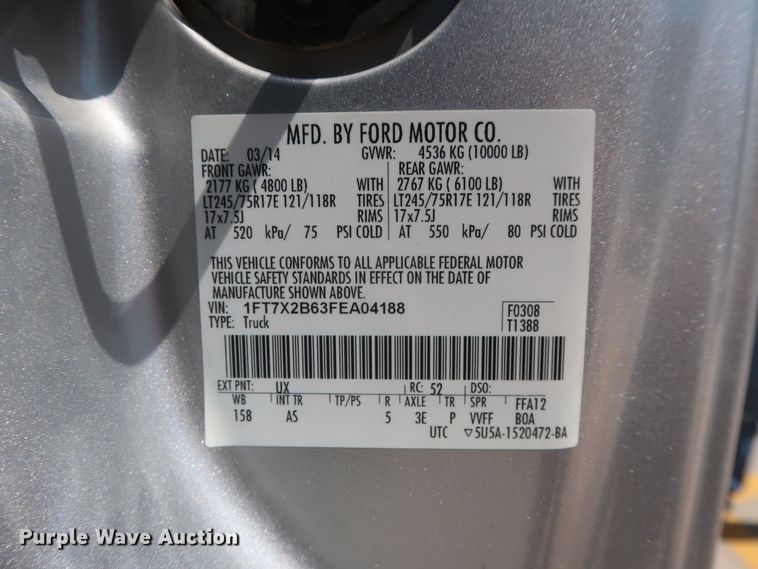 MFD. BY FORD MOTOR CO.
DATE: 03/14 GVWR: 4536 KG (10000 LB)
FRONT GAWR: REAR GAWR:
2177 KG ( 4800 LB) WITH 2767 KG ( 6100 LB) WITH
LT245/75R17E 121/118R TIRES LT245/75R17E 121/118R TIRES
17x7.5J RIMS 17x7.5J RIMS
AT 520 kPa/ 75 PSI COLD AT 550 kPa/ 80 PSI COLD
THIS VEHICLE CONFORMS TO ALL APPLICABLE FEDERAL MOTOR
VEHICLE SAFETY STANDARDS IN EFFECT ON THE DATE OF
MANUFACTURE SHOWN ABOVE.
VIN: 1FT7X2B63FEA04188 F0308
TYPE: Truck T1388
EXT PNT: UX RC: 52 DSO:
WB INT TR TP/PS R AXLE TR SPR FFA12
158 AS 5 3E P VVFF BOA
UTC ▽5U5A-1520472-BA
Purple Wave Auction